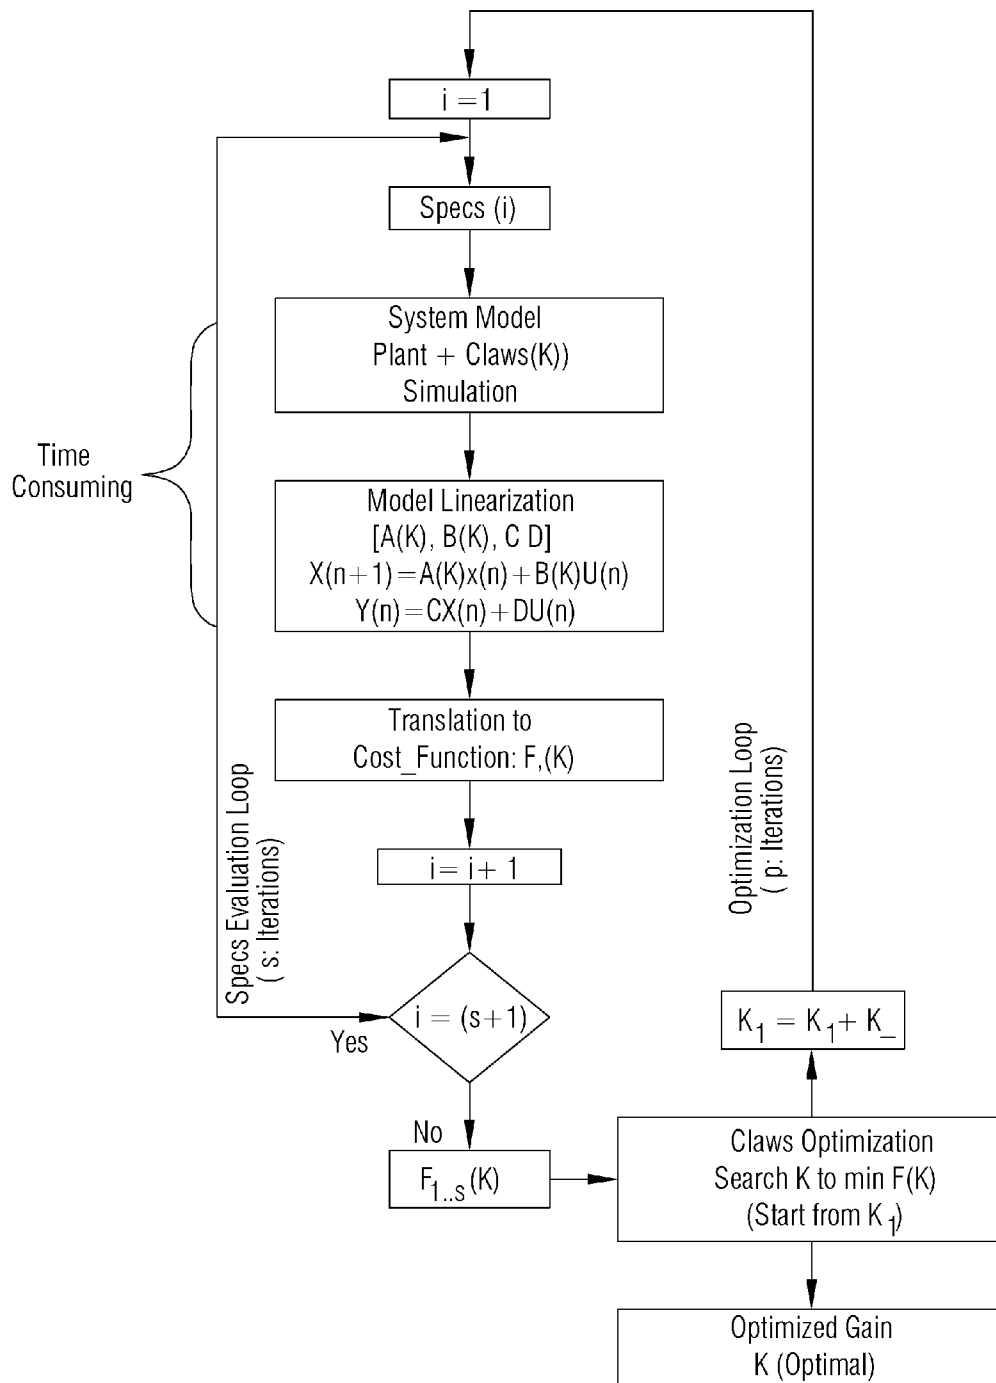 i = 1
Specs (i)
System Model
Plant + Claws(K))
Simulation
Time
Consuming
Model Linearization
[A(K), B(K), C D]
X(n+1)=A(K)x(n)+B(K)U(n)
Y(n)=CX(n)+DU(n)
Translation to
Cost_Function: F,(K)
i= i+ 1
Specs Evaluation Loop
( s: Iterations)
Optimization Loop
( p: Iterations)
i = (s+1)
Yes
No
K1 = K1+ K_
F1..s(K)
Claws Optimization
Search K to min F(K)
(Start from K1)
Optimized Gain
K (Optimal)